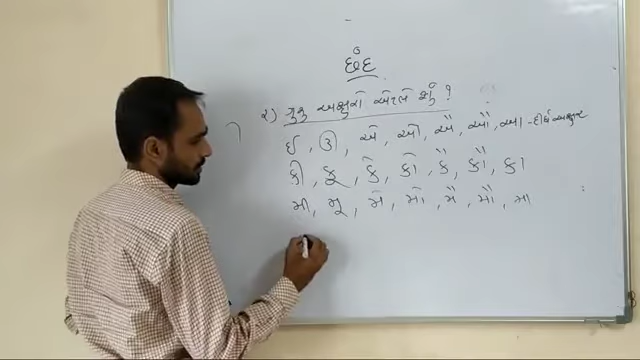 છંદ
૨) ગુરુ અક્ષરો એટલે શું?
ઈ, ઊ, એ, ઓ, ઐ, ઔ, આ - દીર્ઘ અક્ષર
કી, કૂ, કે, કો, કૈ, કૌ, કા
મી, મૂ, મે, મો, મૈ, મૌ, મા